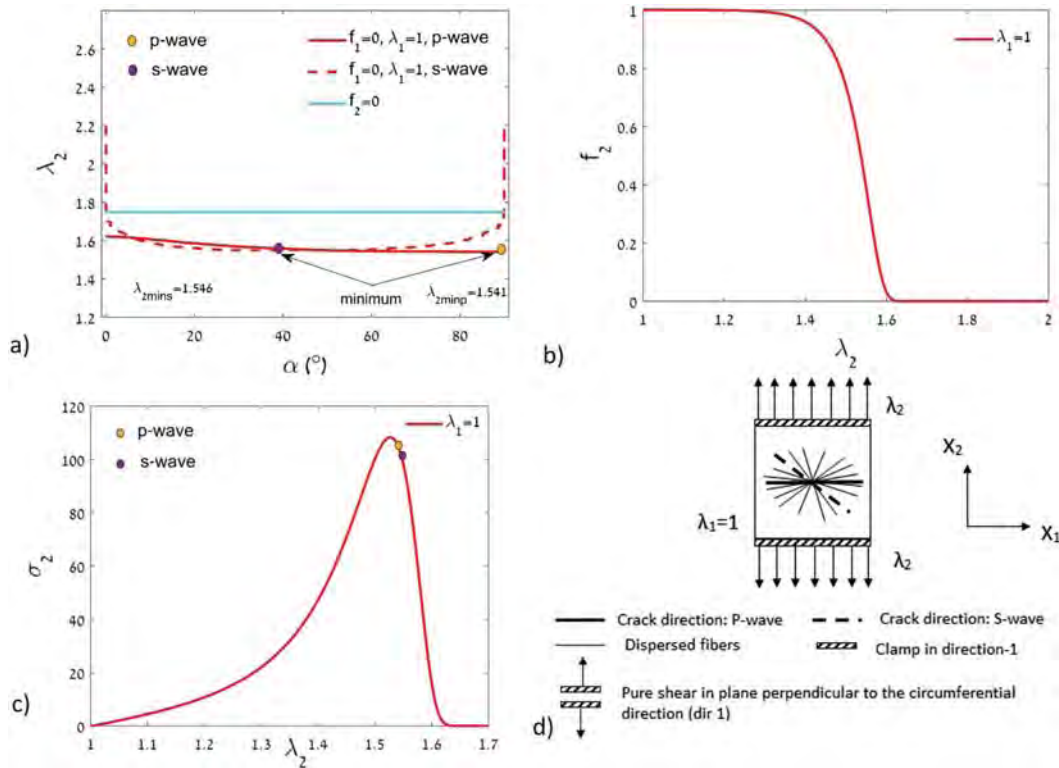 p-wave
s-wave
f1=0, λ1=1, p-wave
f1=0, λ1=1, s-wave
f2=0
2.6
2.4
2.2
2
1.8
1.6
1.4
1.2
λ2
λ2mins=1.546
minimum
λ2minp=1.541
0 20 40 60 80
α (°)
a)
λ1=1
1
0.8
0.6
0.4
0.2
0
f2
1 1.2 1.4 1.6 1.8 2
λ2
b)
p-wave
s-wave
λ1=1
120
100
80
60
40
20
0
σ2
1 1.1 1.2 1.3 1.4 1.5 1.6 1.7
λ2
c)
λ2
λ1=1
λ2
X2
X1
Crack direction: P-wave
Crack direction: S-wave
Dispersed fibers
Clamp in direction-1
Pure shear in plane perpendicular to the circumferential
direction (dir 1)
d)